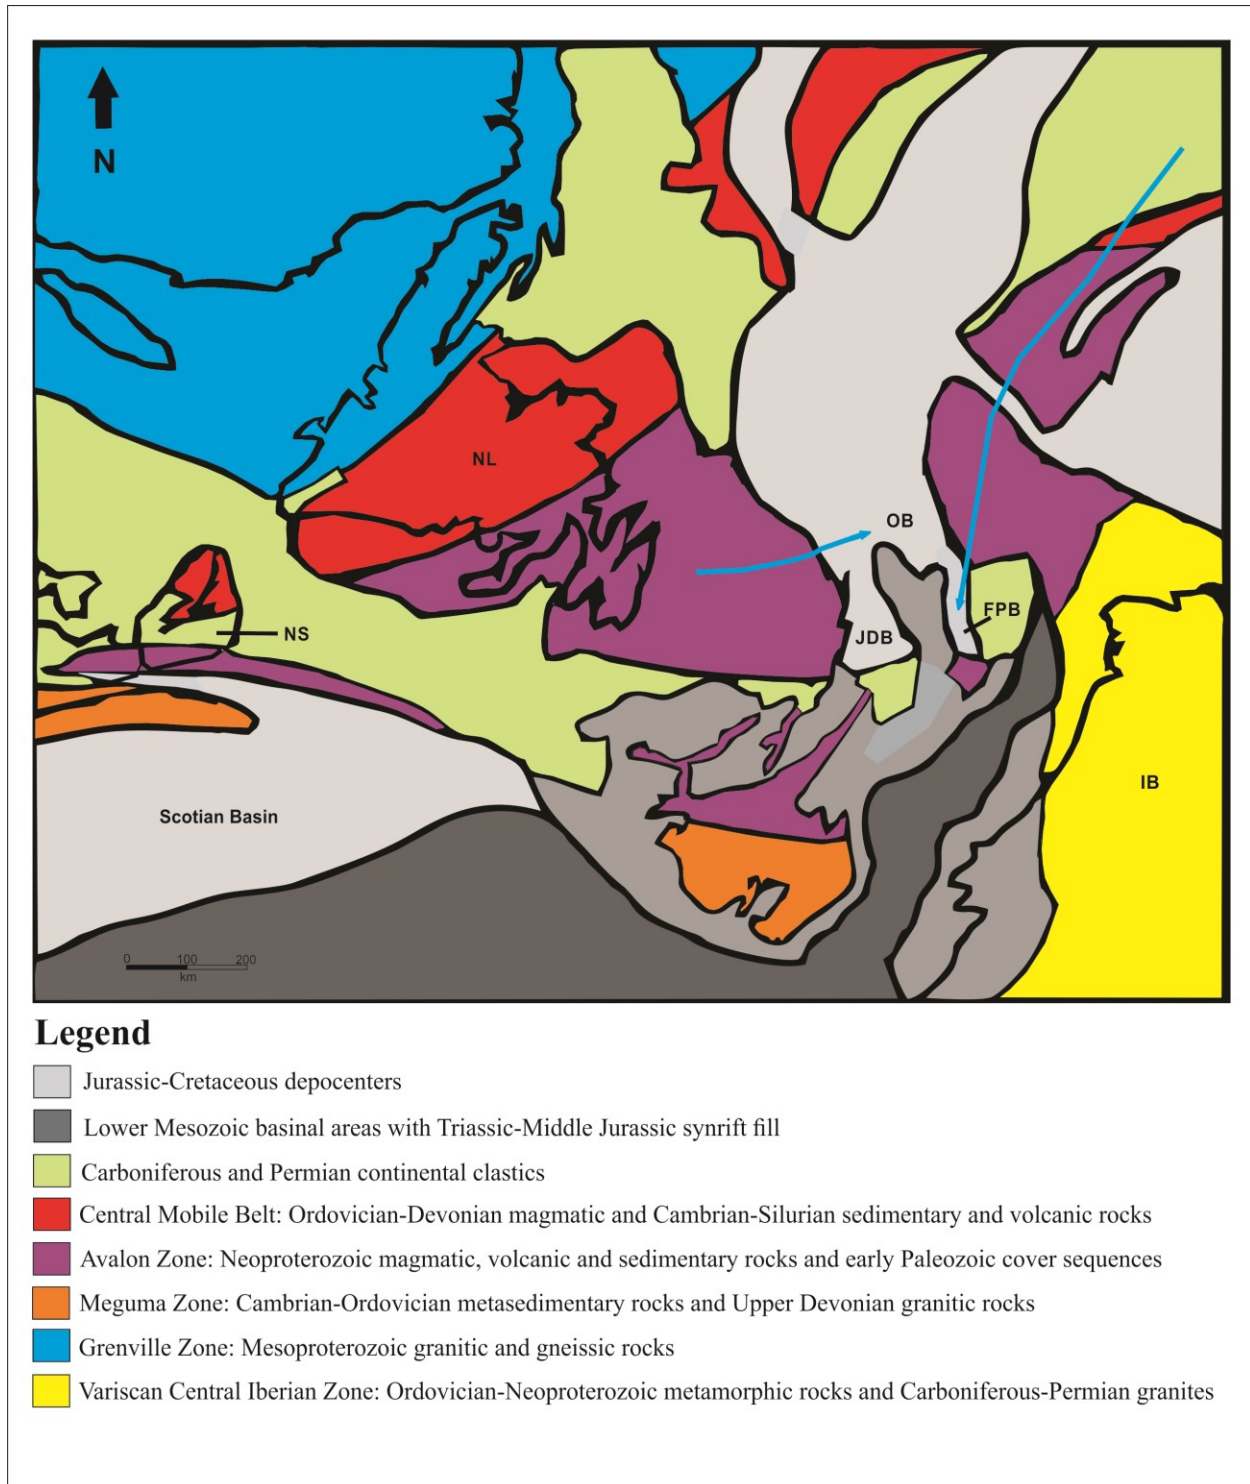 N
NL
OB
FPB
NS
JDB
IB
Scotian Basin
0 100 200
km
Legend
Jurassic-Cretaceous depocenters
Lower Mesozoic basinal areas with Triassic-Middle Jurassic synrift fill
Carboniferous and Permian continental clastics
Central Mobile Belt: Ordovician-Devonian magmatic and Cambrian-Silurian sedimentary and volcanic rocks
Avalon Zone: Neoproterozoic magmatic, volcanic and sedimentary rocks and early Paleozoic cover sequences
Meguma Zone: Cambrian-Ordovician metasedimentary rocks and Upper Devonian granitic rocks
Grenville Zone: Mesoproterozoic granitic and gneissic rocks
Variscan Central Iberian Zone: Ordovician-Neoproterozoic metamorphic rocks and Carboniferous-Permian granites